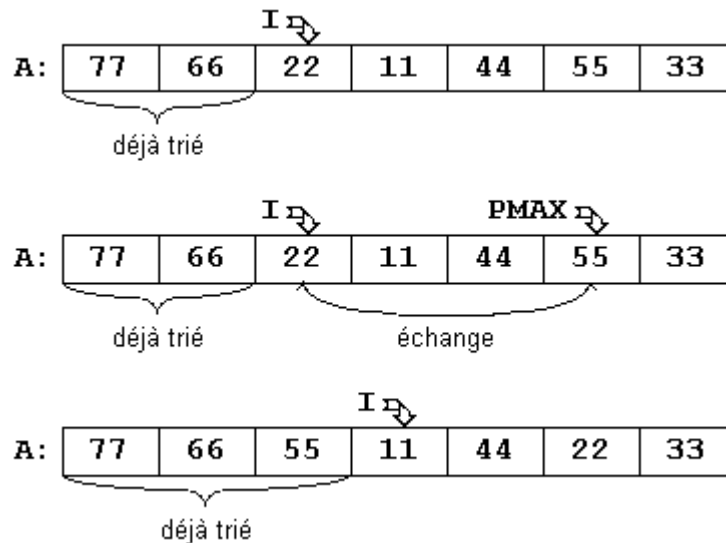 I
A: 77 66 22 11 44 55 33
déjà trié
I PMAX
A: 77 66 22 11 44 55 33
déjà trié échange
I
A: 77 66 55 11 44 22 33
déjà trié